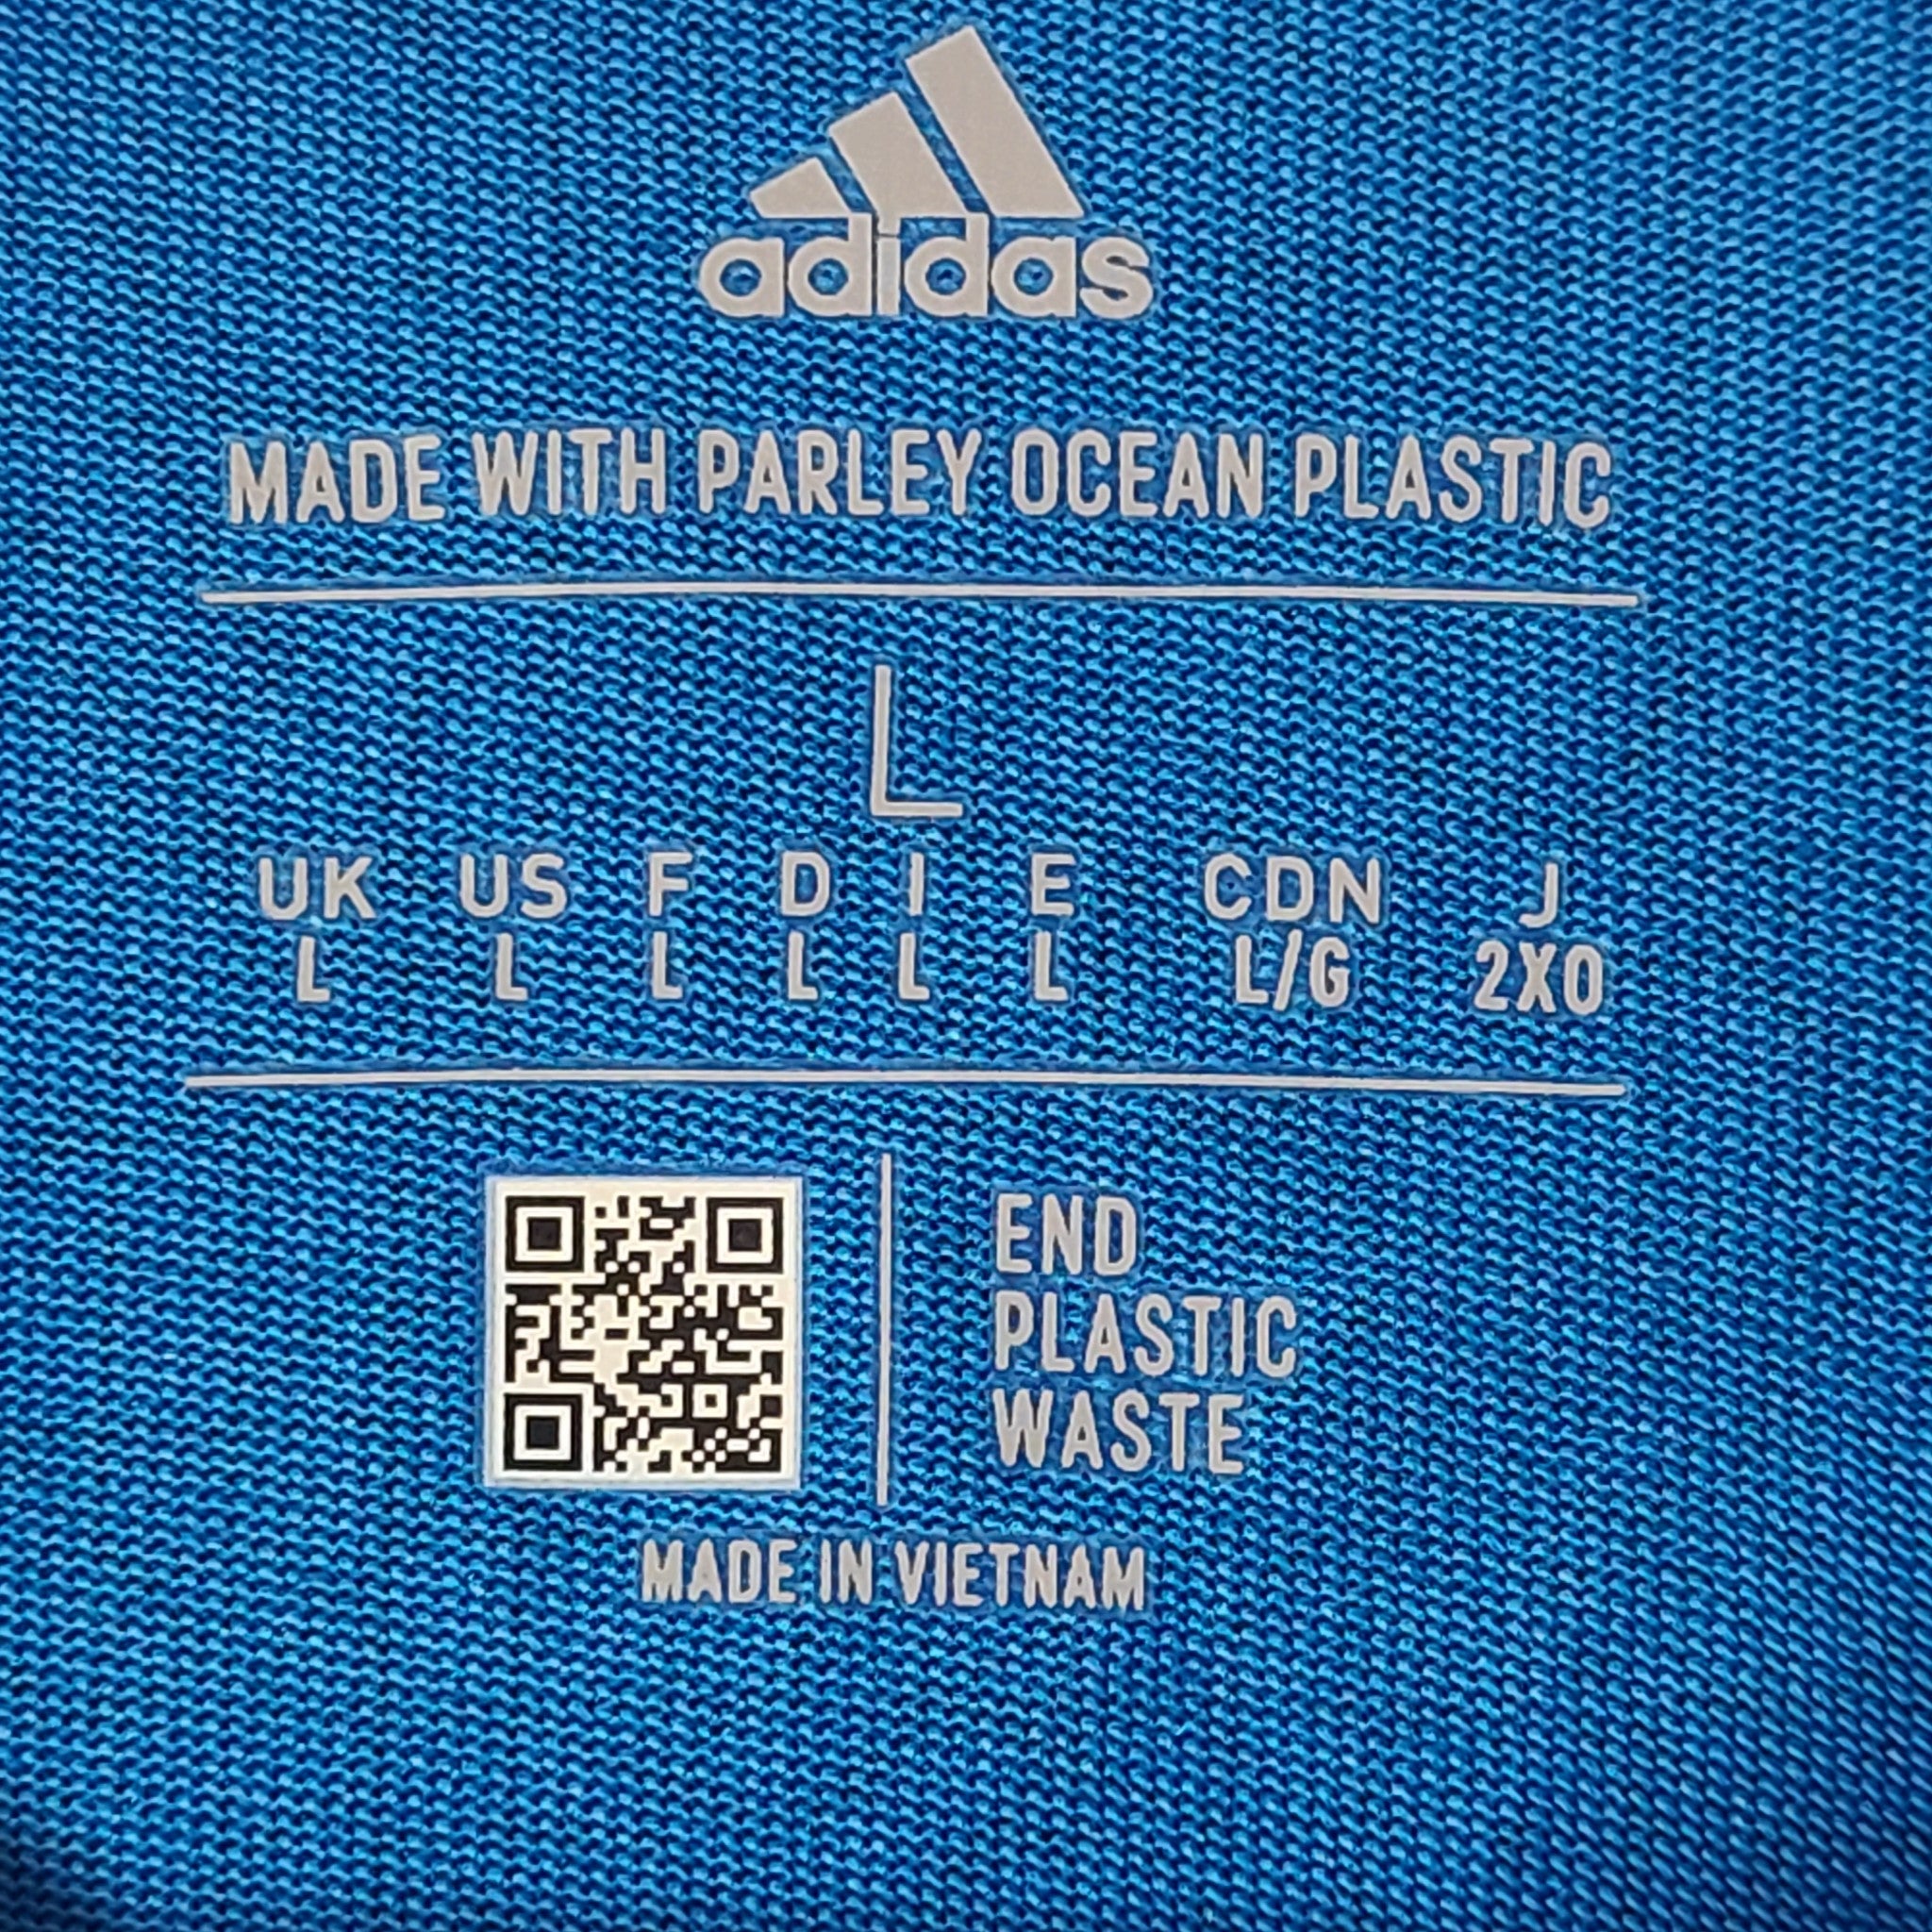 adidas
MADE WITH PARLEY OCEAN PLASTIC
L
UK US F D I E CDN J
L L L L L L L/G 2XO
END
PLASTIC
WASTE
MADE IN VIETNAM